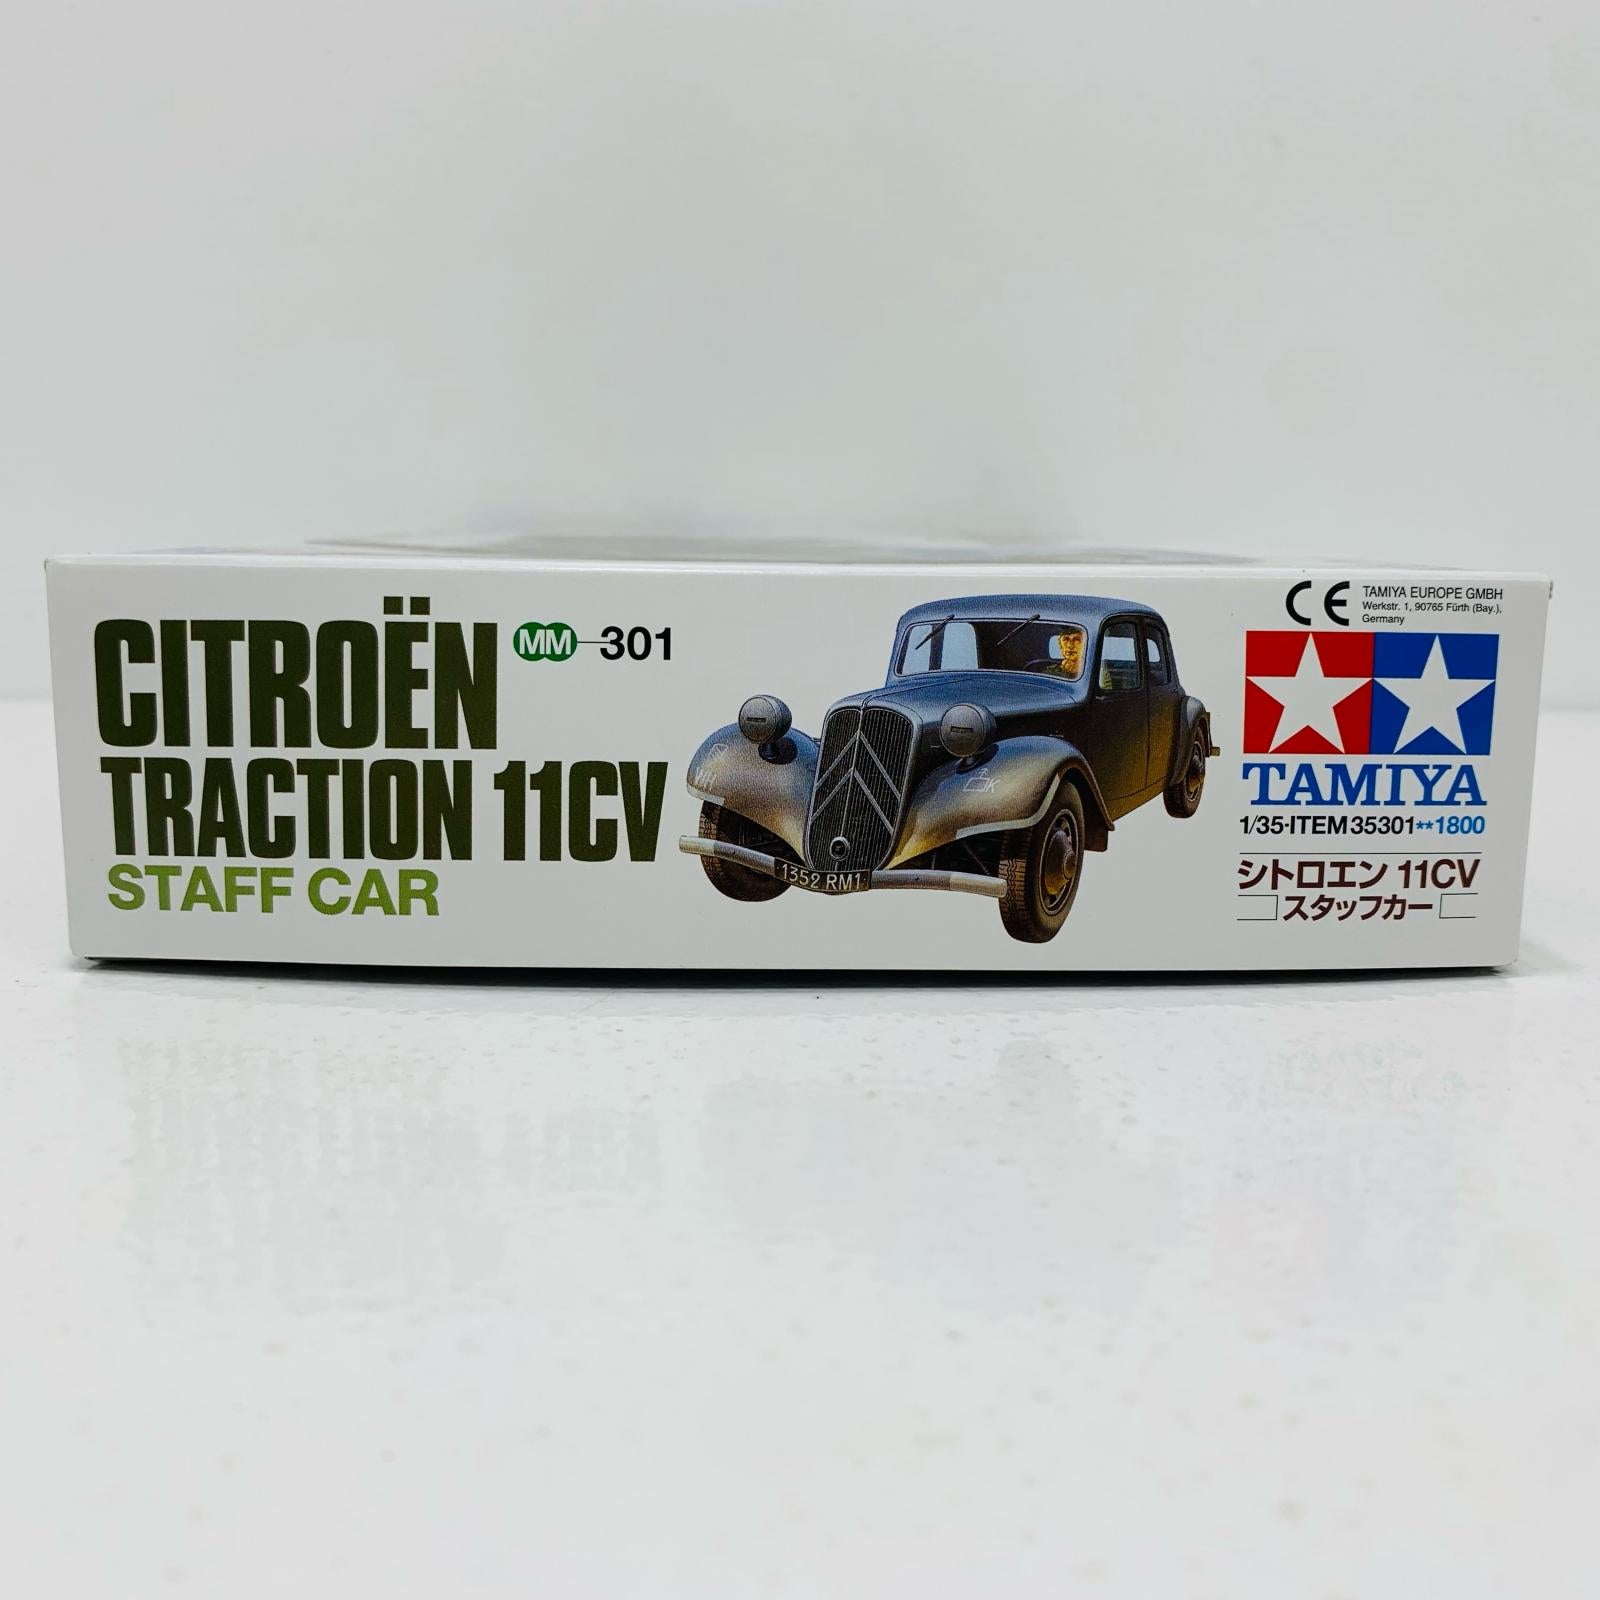 CITROËN
MM 301
TRACTION 11CV
STAFF CAR
WH
K
1352 RM1
CE
TAMIYA EUROPE GMBH
Werkstr. 1, 90765 Fürth (Bay.),
Germany
TAMIYA
1/35·ITEM 35301**1800
シトロエン 11CV
スタッフカー